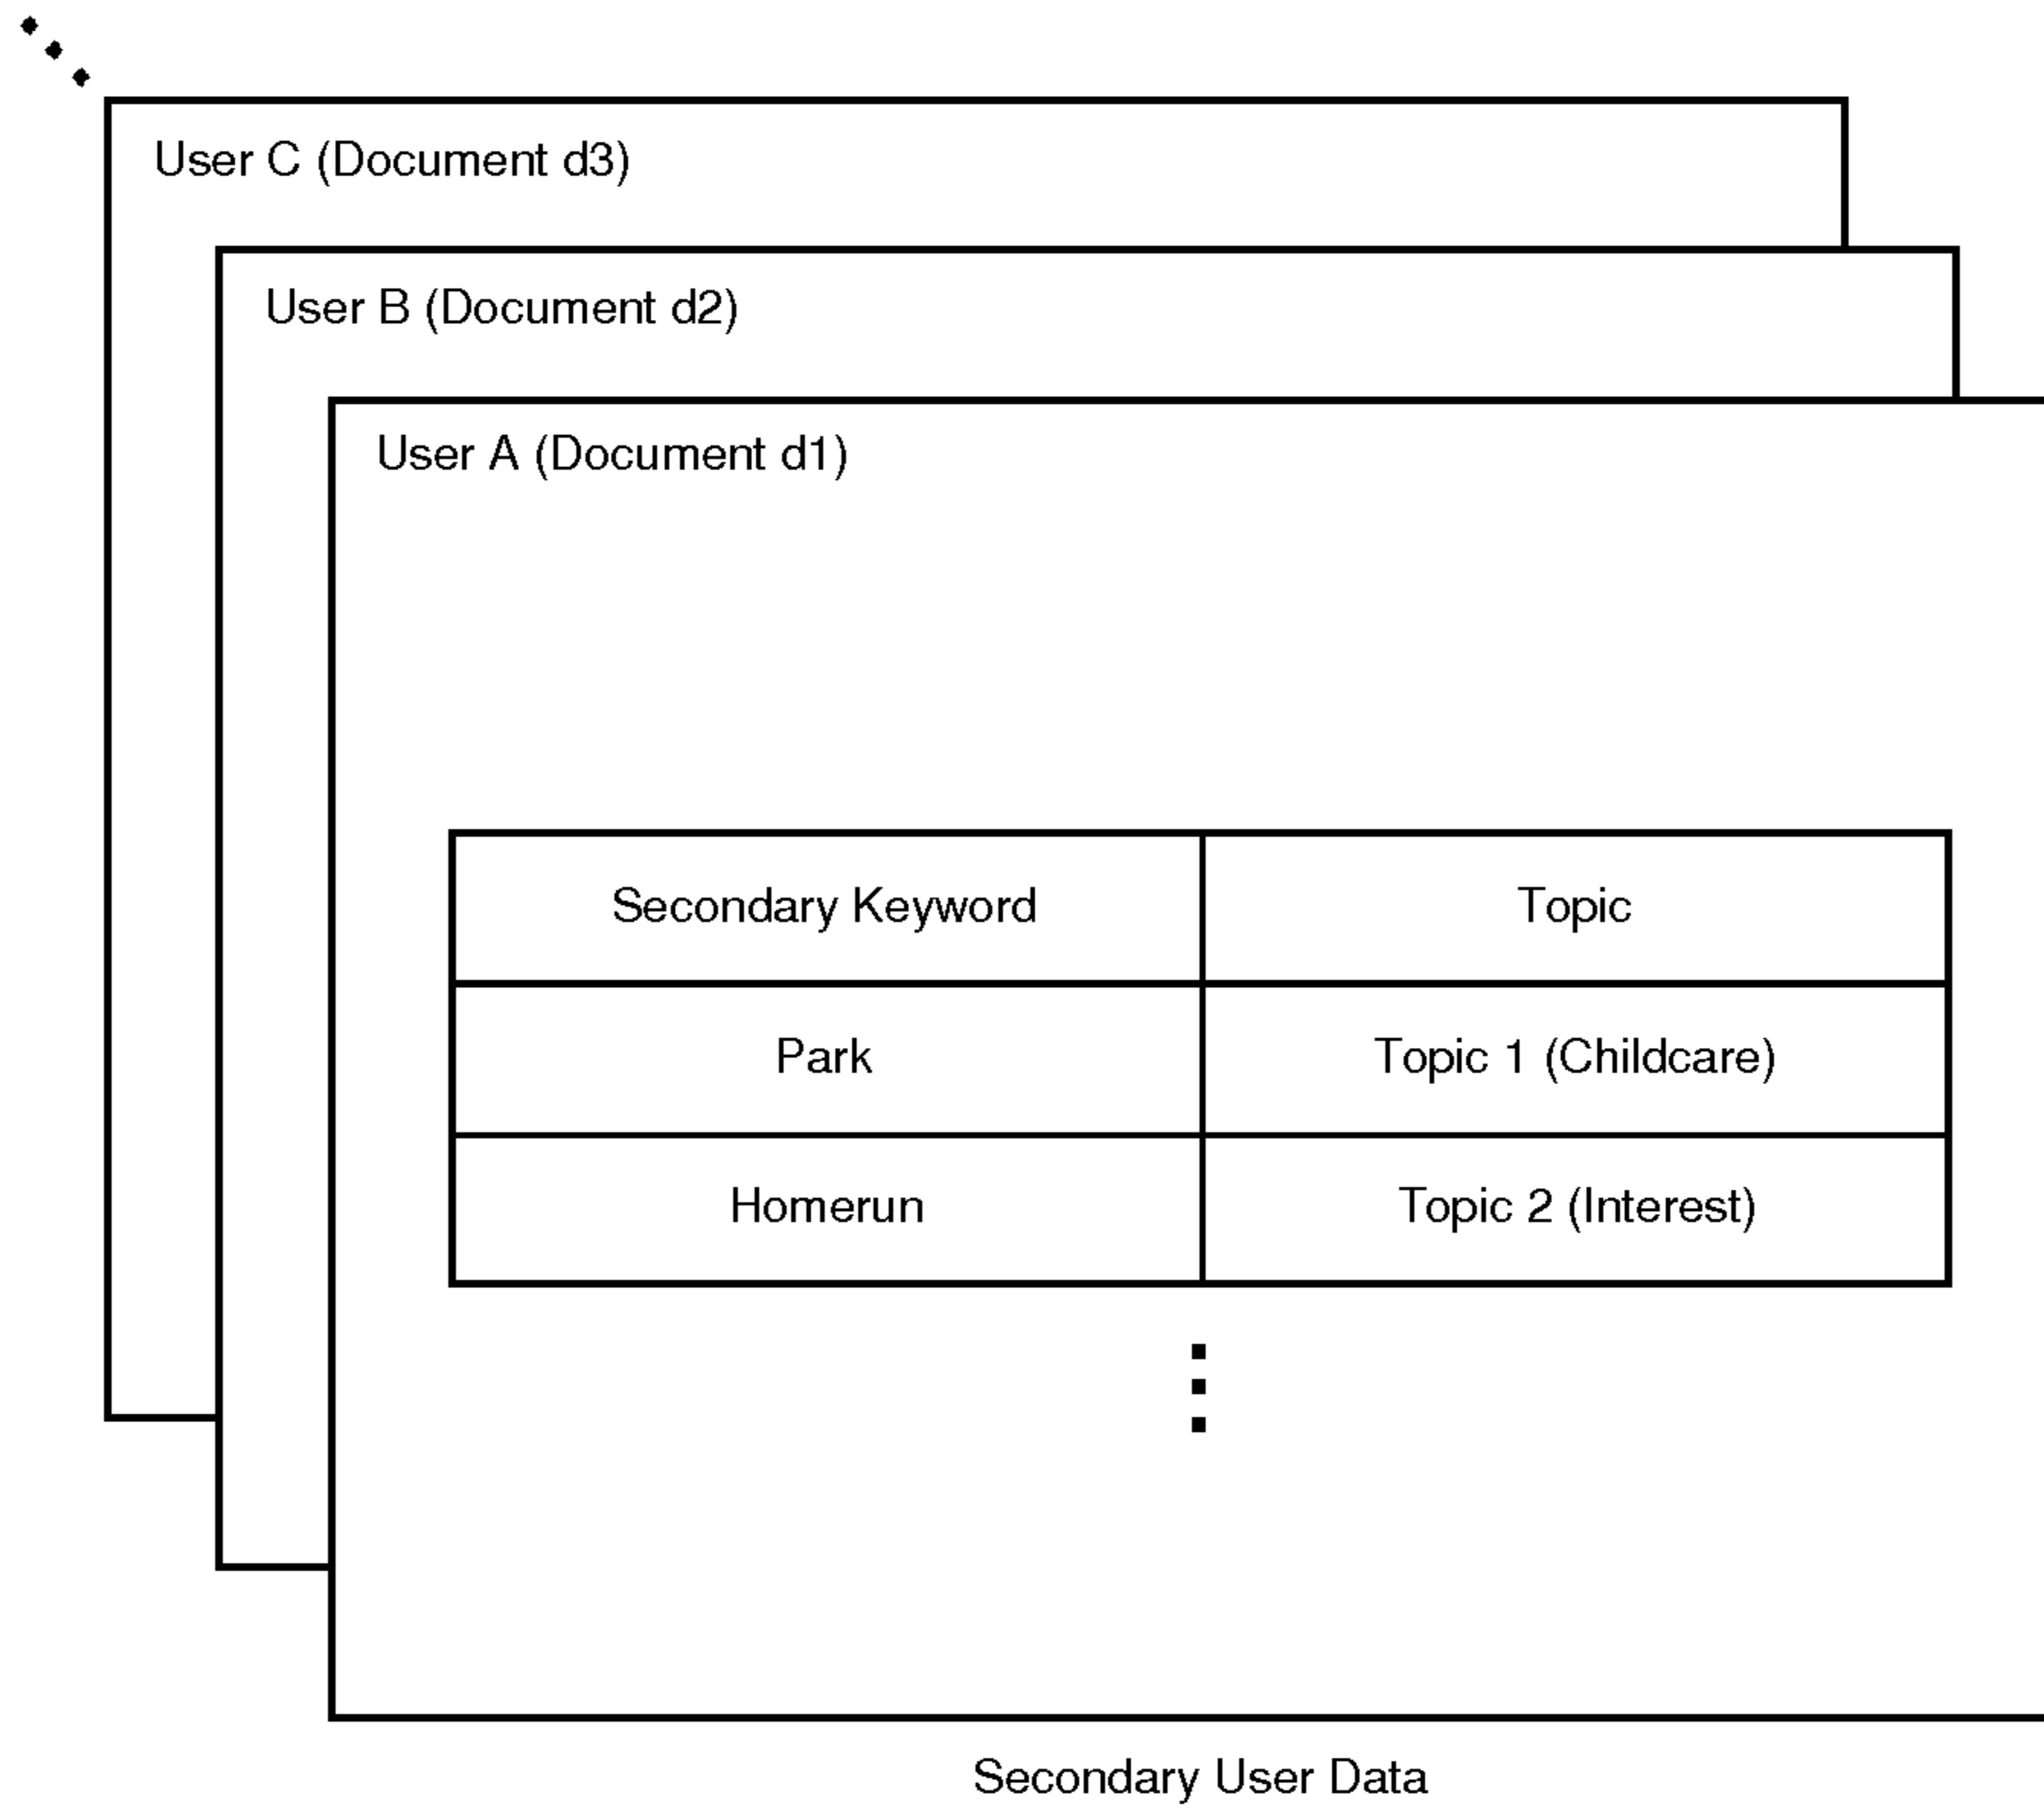 User C (Document d3)
User B (Document d2)
User A (Document d1)
Secondary Keyword Topic
Park Topic 1 (Childcare)
Homerun Topic 2 (Interest)
Secondary User Data